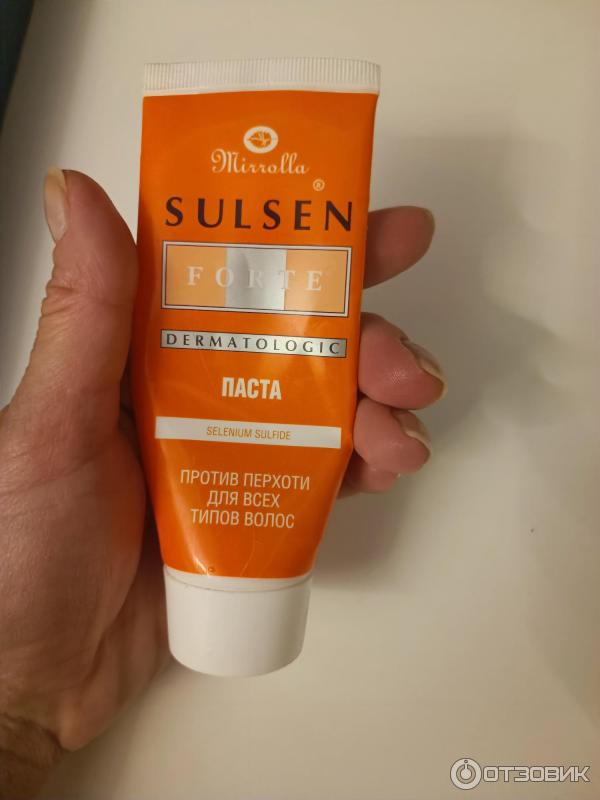 Mirrolla
SULSEN®
FORTE
DERMATOLOGIC
ПАСТА
SELENIUM SULFIDE
ПРОТИВ ПЕРХОТИ
ДЛЯ ВСЕХ
ТИПОВ ВОЛОС
ОТЗОВИК